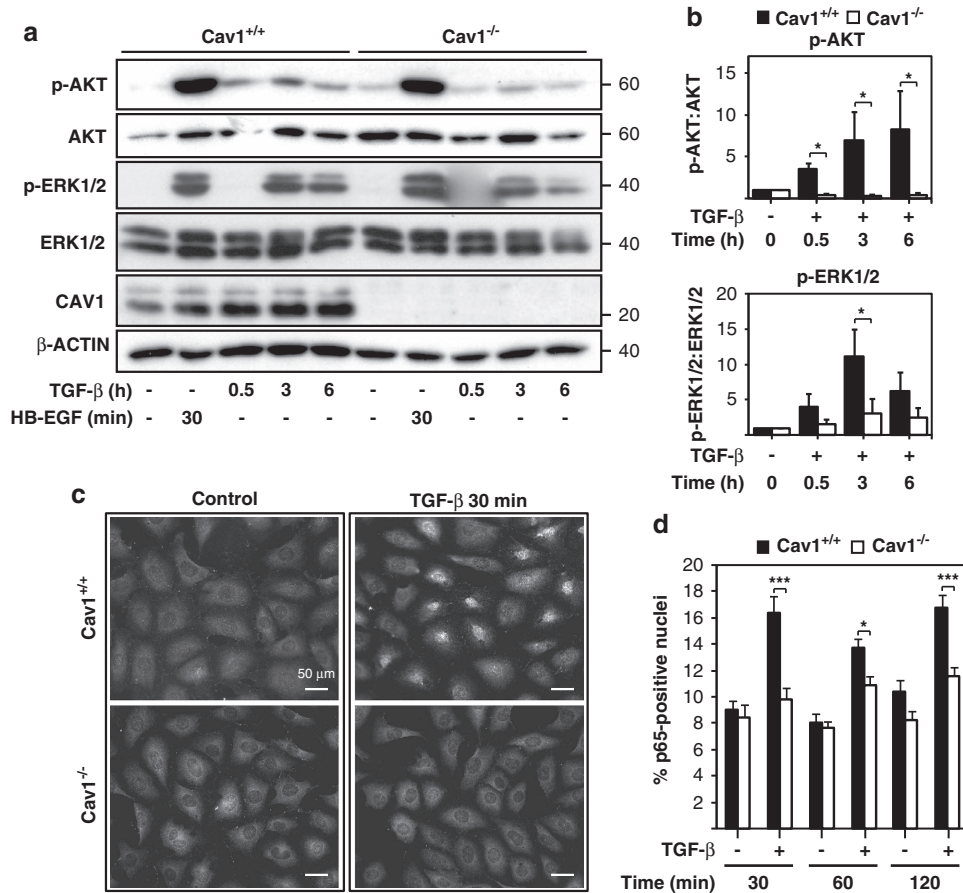 a
Cav1+/+ Cav1-/-
p-AKT 60
AKT 60
p-ERK1/2 40
ERK1/2 40
CAV1 20
β-ACTIN 40
TGF-β (h) - - 0.5 3 6 - - 0.5 3 6
HB-EGF (min) - 30 - - - - 30 - - -
b
Cav1+/+ Cav1-/-
p-AKT
p-AKT:AKT
15
10
5
* * *
TGF-β - + + +
Time (h) 0 0.5 3 6
p-ERK1/2
p-ERK1/2:ERK1/2
20
15
10
5
0
*
TGF-β - + + +
Time (h) 0 0.5 3 6
c
Control TGF-β 30 min
Cav1+/+
50 μm
Cav1-/-
d
Cav1+/+ Cav1-/-
% p65-positive nuclei
20
18
16
14
12
10
8
6
4
2
0
*** * ***
TGF-β - + - + - +
Time (min) 30 60 120